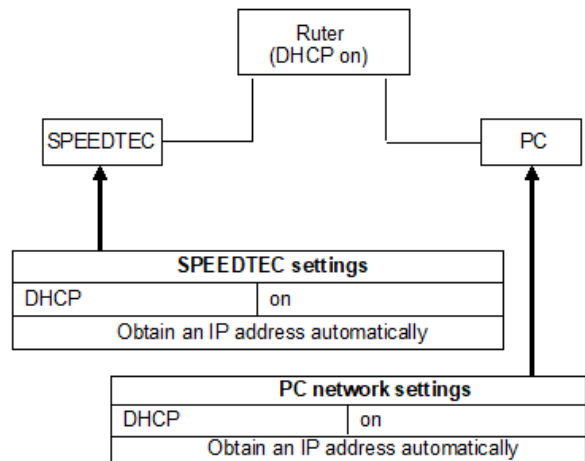 Ruter
(DHCP on)
SPEEDTEC
PC
SPEEDTEC settings
DHCP on
Obtain an IP address automatically
PC network settings
DHCP on
Obtain an IP address automatically